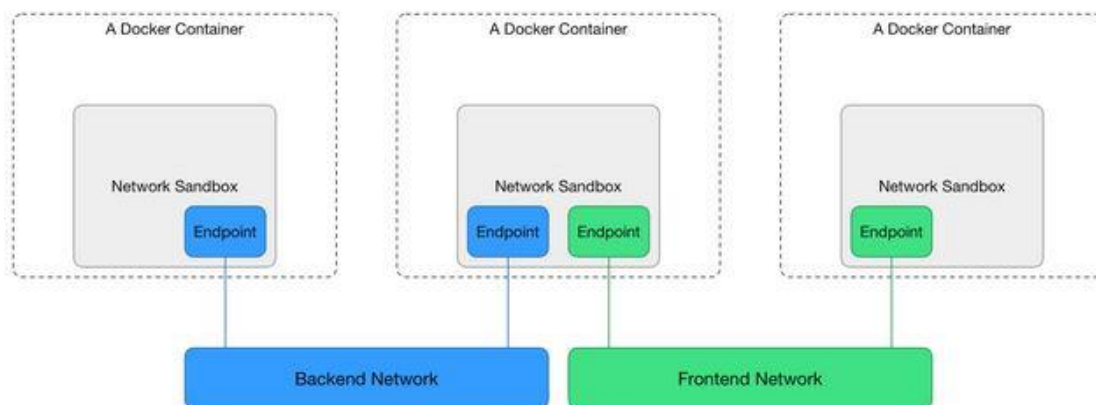 A Docker Container
A Docker Container
A Docker Container
Network Sandbox
Network Sandbox
Network Sandbox
Endpoint
Endpoint
Endpoint
Endpoint
Backend Network
Frontend Network